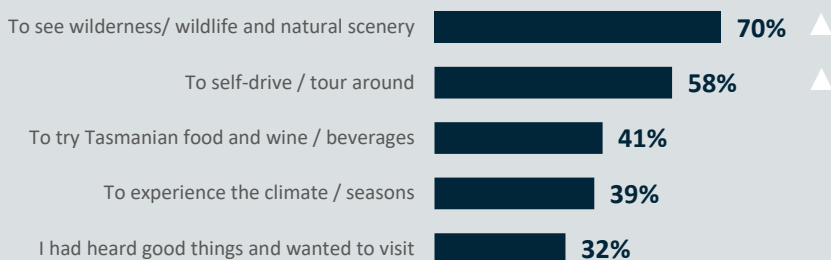 To see wilderness/ wildlife and natural scenery 70%
To self-drive / tour around 58%
To try Tasmanian food and wine / beverages 41%
To experience the climate / seasons 39%
I had heard good things and wanted to visit 32%